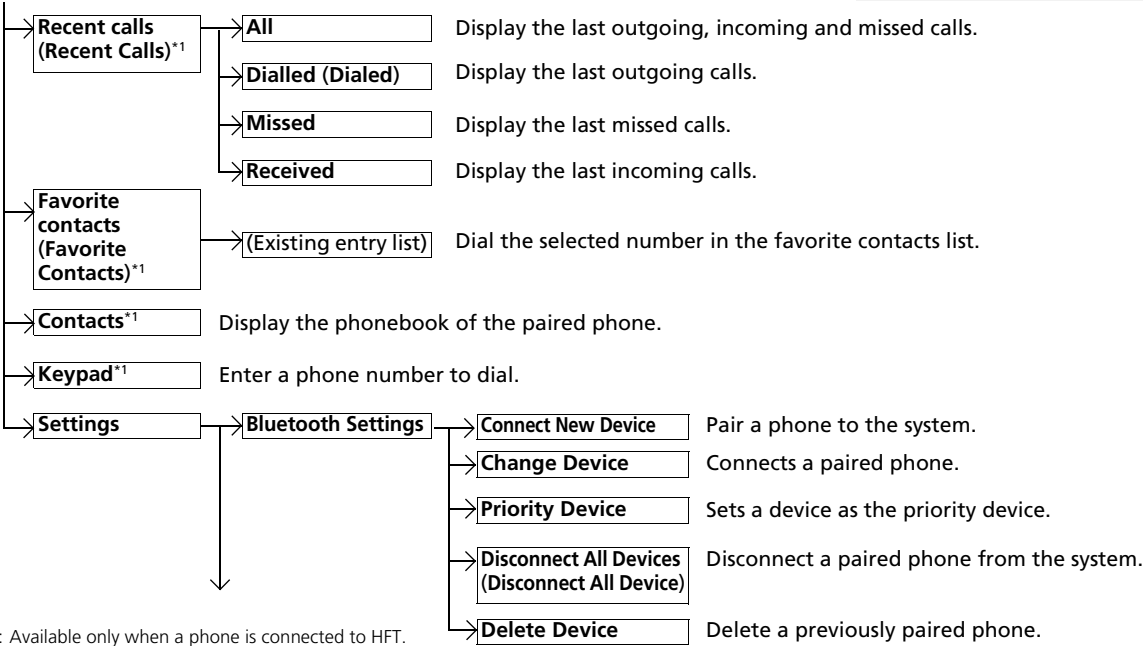 Recent calls
(Recent Calls)*1
All
Display the last outgoing, incoming and missed calls.
Dialled (Dialed)
Display the last outgoing calls.
Missed
Display the last missed calls.
Received
Display the last incoming calls.
Favorite
contacts
(Favorite
Contacts)*1
(Existing entry list)
Dial the selected number in the favorite contacts list.
Contacts*1
Display the phonebook of the paired phone.
Keypad*1
Enter a phone number to dial.
Settings
Bluetooth Settings
Connect New Device
Pair a phone to the system.
Change Device
Connects a paired phone.
Priority Device
Sets a device as the priority device.
Disconnect All Devices
(Disconnect All Device)
Disconnect a paired phone from the system.
Delete Device
Delete a previously paired phone.
: Available only when a phone is connected to HFT.